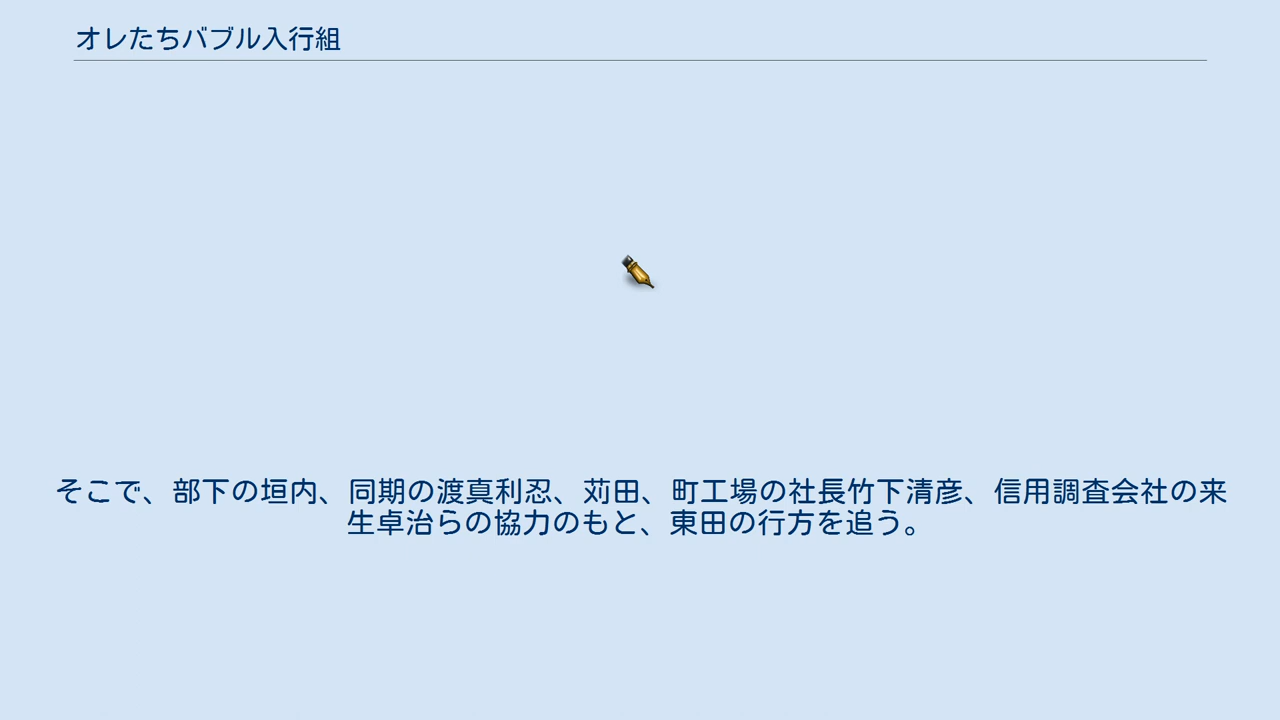 オレたちバブル入行組
そこで、部下の垣内、同期の渡真利忍、苅田、町工場の社長竹下清彦、信用調査会社の来
生卓治らの協力のもと、東田の行方を追う。